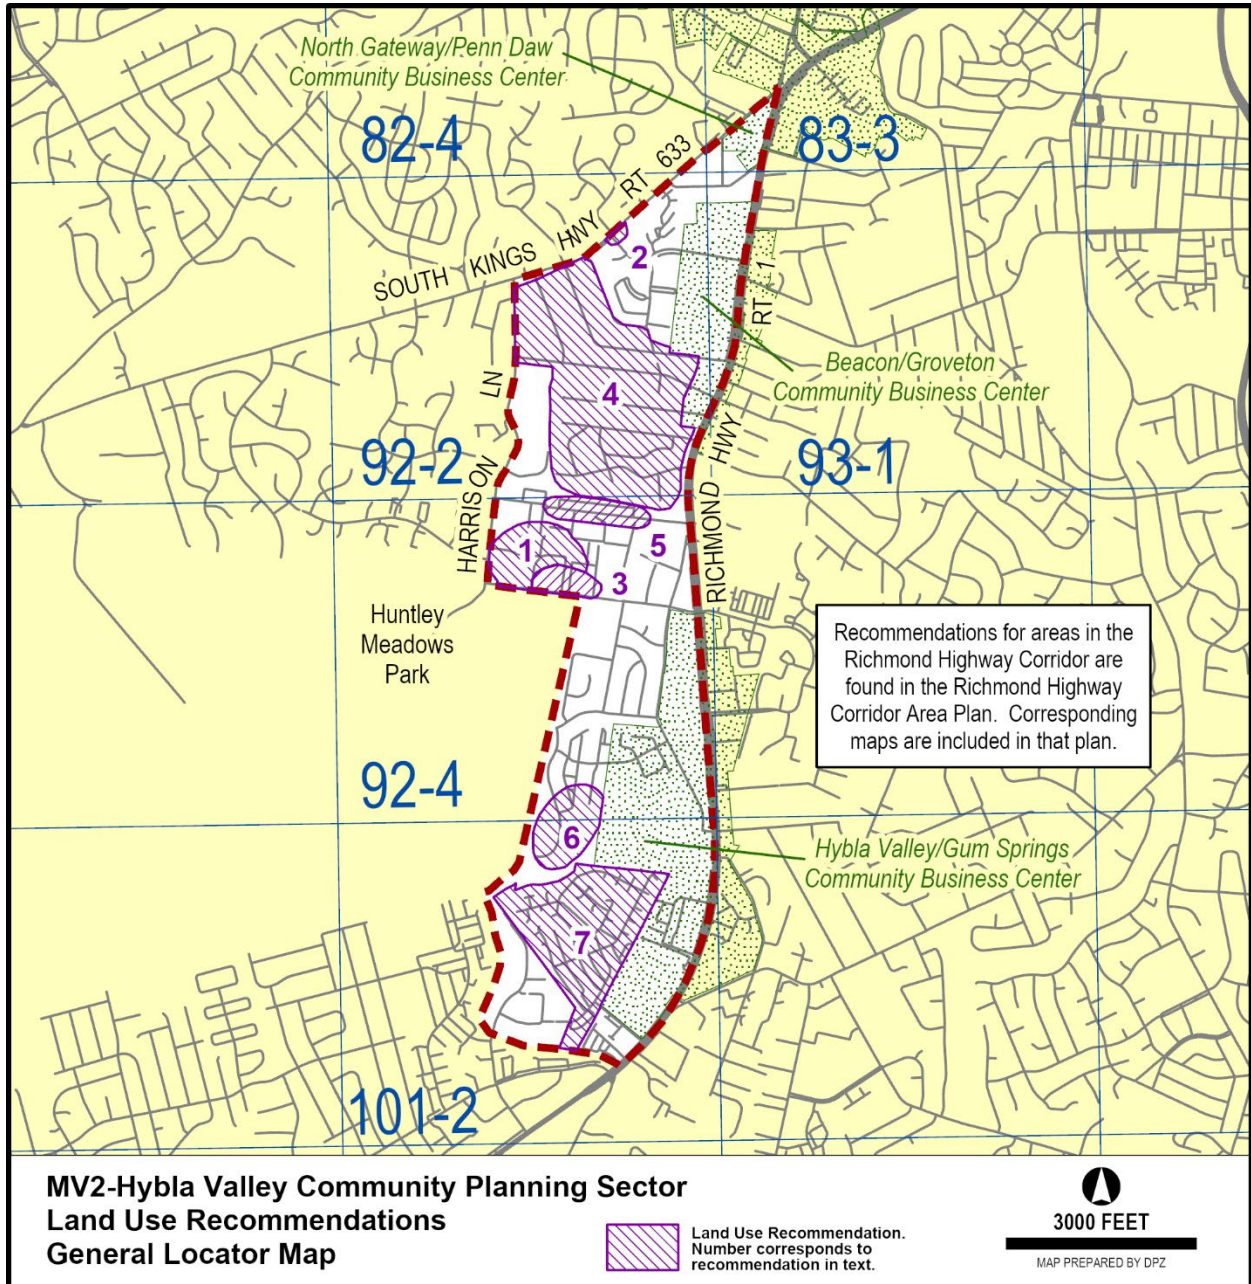 North Gateway/Penn Daw
Community Business Center
82-4
83-3
SOUTH KINGS HWY RT 633
2
RT 1
Beacon/Groveton
Community Business Center
HARRISON LN
4
92-2
93-1
RICHMOND HWY
1
5
3
Huntley
Meadows
Park
Recommendations for areas in the
Richmond Highway Corridor are
found in the Richmond Highway
Corridor Area Plan. Corresponding
maps are included in that plan.
92-4
6
Hybla Valley/Gum Springs
Community Business Center
7
101-2
MV2-Hybla Valley Community Planning Sector
Land Use Recommendations
General Locator Map
Land Use Recommendation.
Number corresponds to
recommendation in text.
3000 FEET
MAP PREPARED BY DPZ